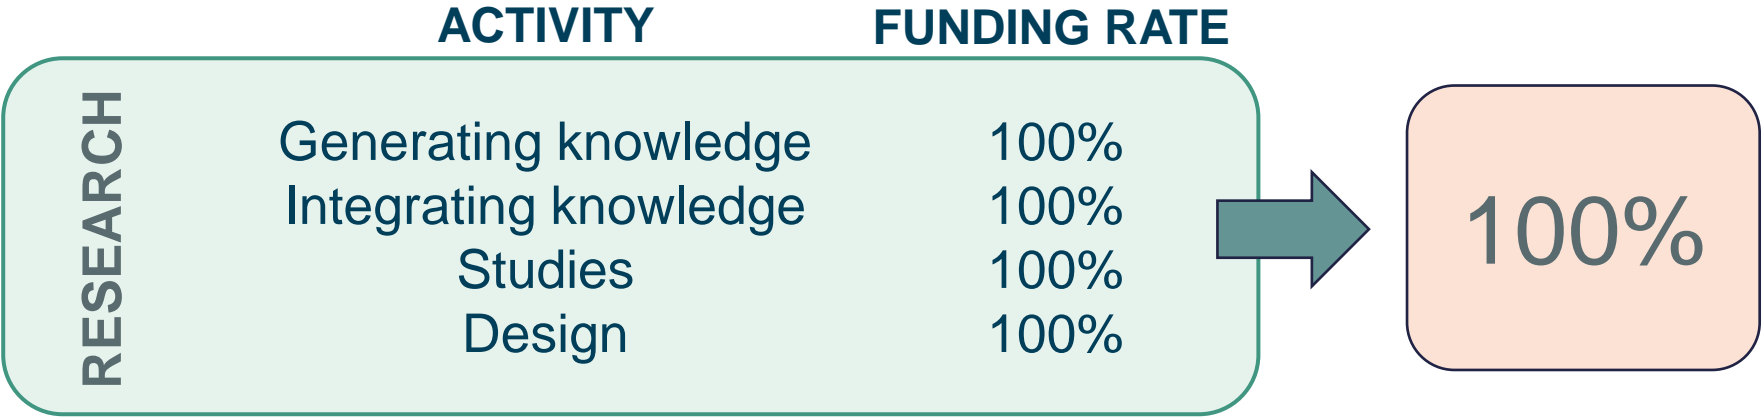 ACTIVITY FUNDING RATE
RESEARCH
Generating knowledge 100%
Integrating knowledge 100%
Studies 100%
Design 100%
100%